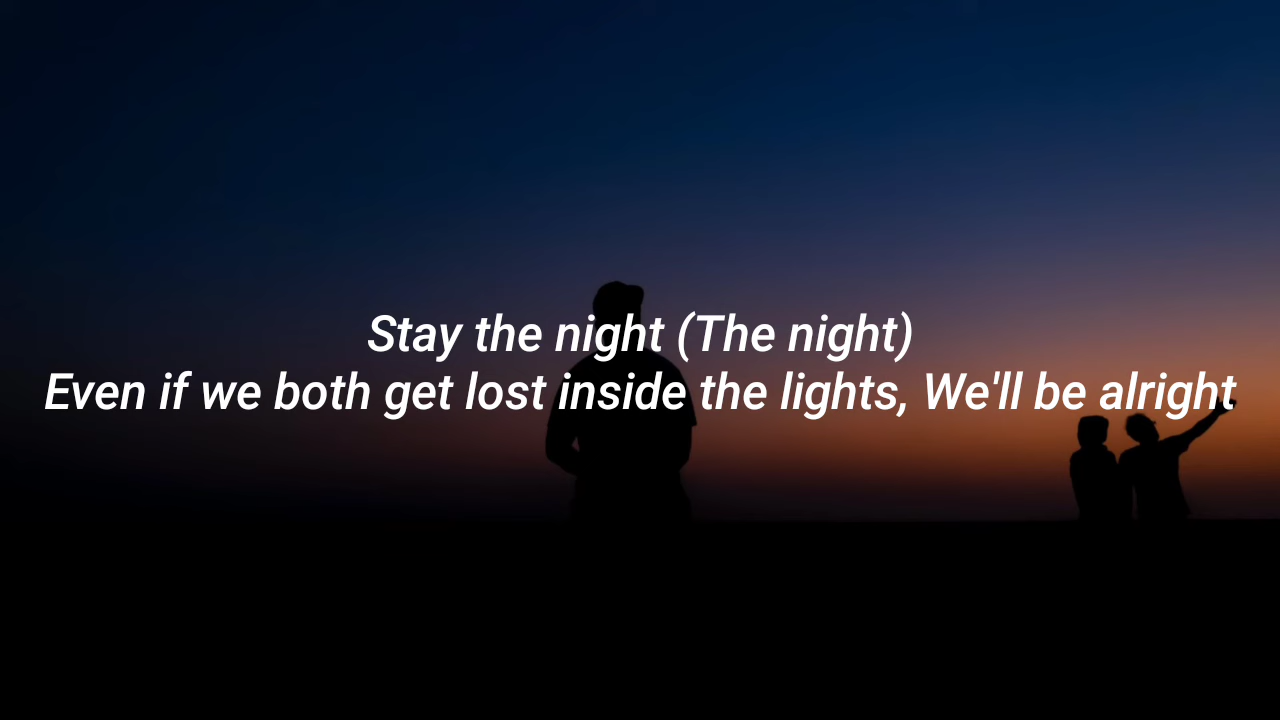 Stay the night (The night)
Even if we both get lost inside the lights, We'll be alright